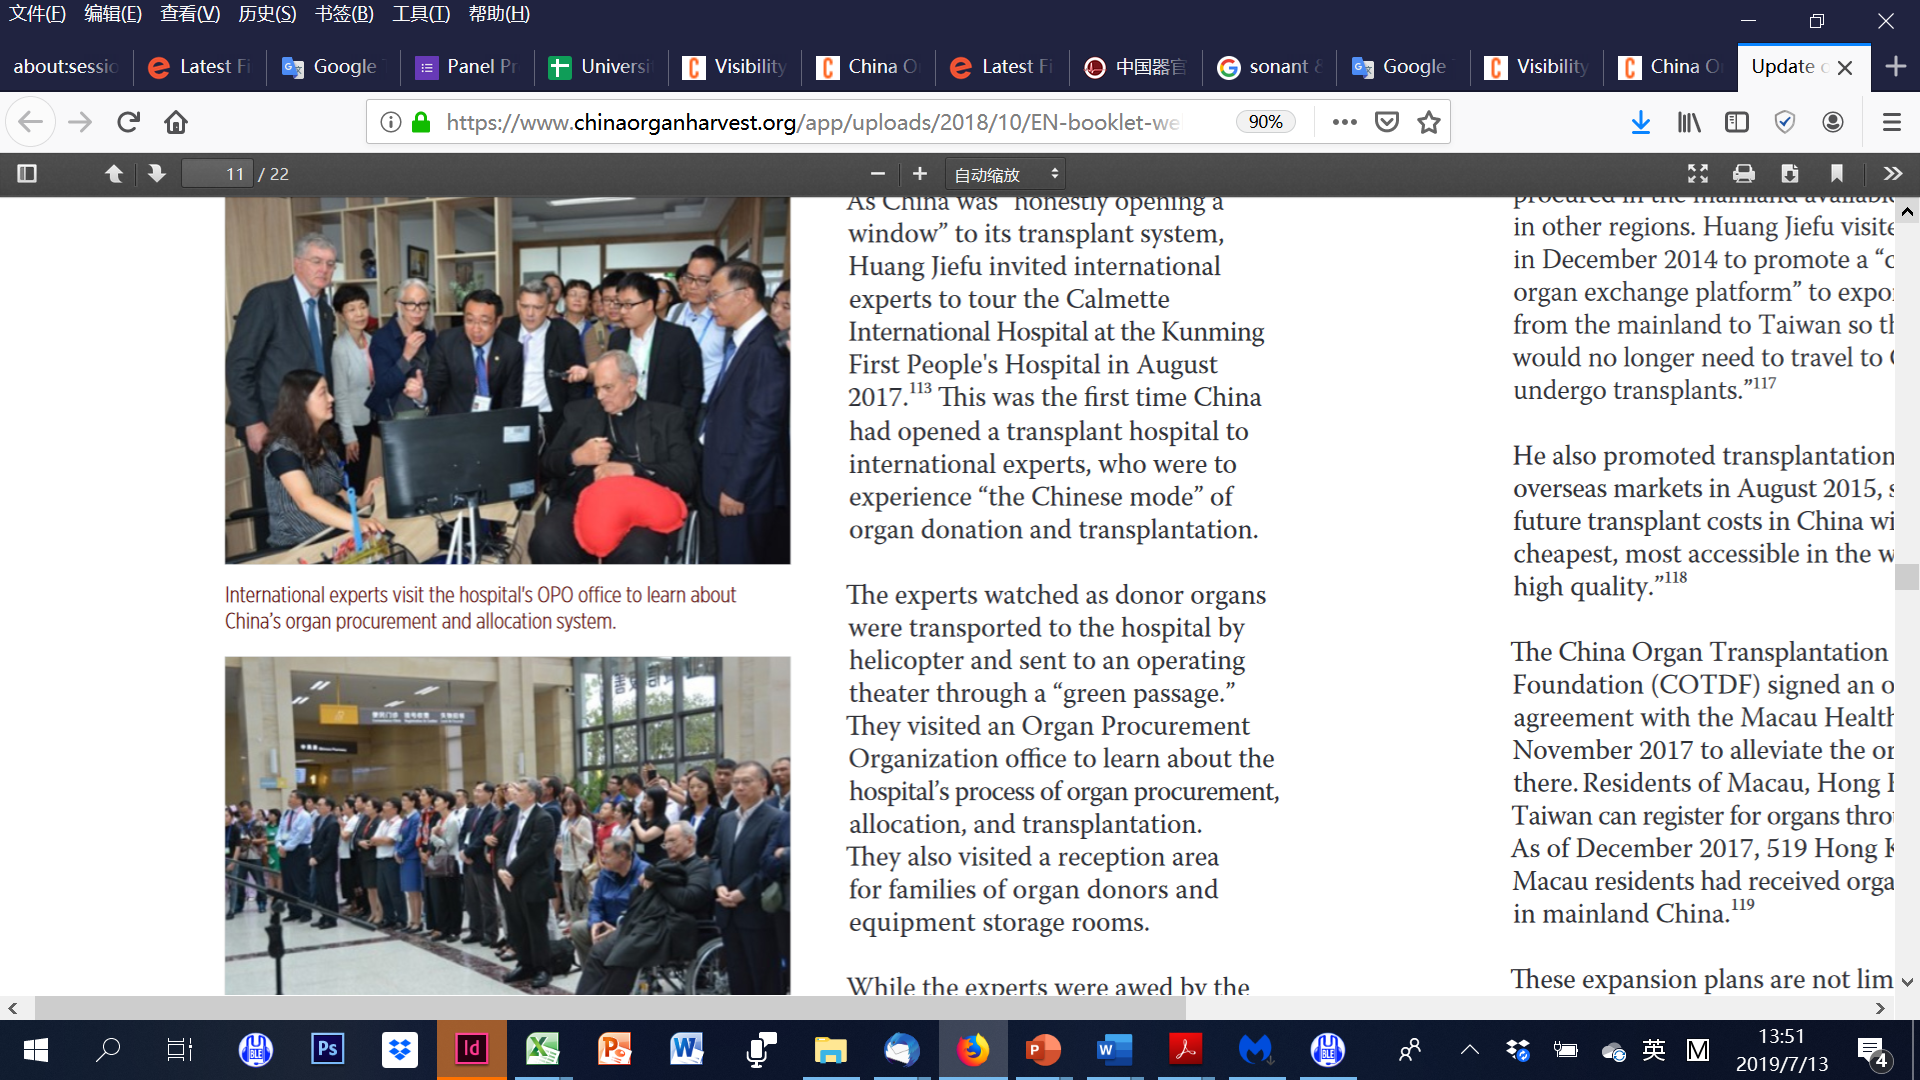 文件(F) 编辑(E) 查看(V) 历史(S) 书签(B) 工具(T) 帮助(H)
about:sessio
Latest Fi
Google
Panel Pr
Universi
Visibility
China O
Latest Fi
中国器官
sonant &
Google
Visibility
China O
Update o
https://www.chinaorganharvest.org/app/uploads/2018/10/EN-booklet-we
90%
11 / 22
自动缩放
International experts visit the hospital's OPO office to learn about
China's organ procurement and allocation system.
As China was “honestly opening a
window” to its transplant system,
Huang Jiefu invited international
experts to tour the Calmette
International Hospital at the Kunming
First People's Hospital in August
2017.113 This was the first time China
had opened a transplant hospital to
international experts, who were to
experience “the Chinese mode” of
organ donation and transplantation.
The experts watched as donor organs
were transported to the hospital by
helicopter and sent to an operating
theater through a “green passage.”
They visited an Organ Procurement
Organization office to learn about the
hospital’s process of organ procurement,
allocation, and transplantation.
They also visited a reception area
for families of organ donors and
equipment storage rooms.
While the experts were awed by the
procured in the mainland available
in other regions. Huang Jiefu visite
in December 2014 to promote a “c
organ exchange platform” to expor
from the mainland to Taiwan so th
would no longer need to travel to C
undergo transplants.”117
He also promoted transplantation
overseas markets in August 2015, s
future transplant costs in China wi
cheapest, most accessible in the w
high quality.”118
The China Organ Transplantation
Foundation (COTDF) signed an o
agreement with the Macau Health
November 2017 to alleviate the or
there. Residents of Macau, Hong K
Taiwan can register for organs thro
As of December 2017, 519 Hong K
Macau residents had received orga
in mainland China.119
These expansion plans are not lim
BLE
Ps
Id
英
M
13:51
2019/7/13
4